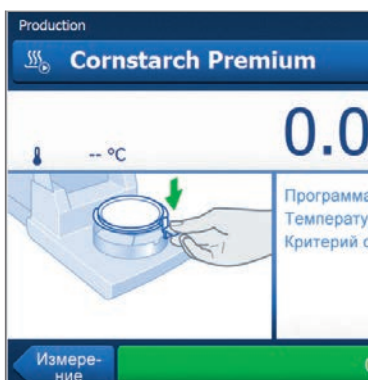 Production
Cornstarch Premium
-- °C
0.0
Программа
Температу
Критерий
Измере-
ние